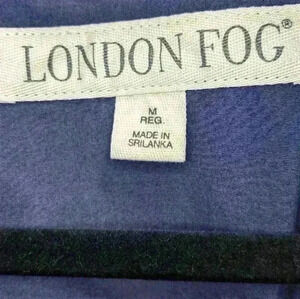 LONDON FOG®
M
REG.
MADE IN
SRILANKA